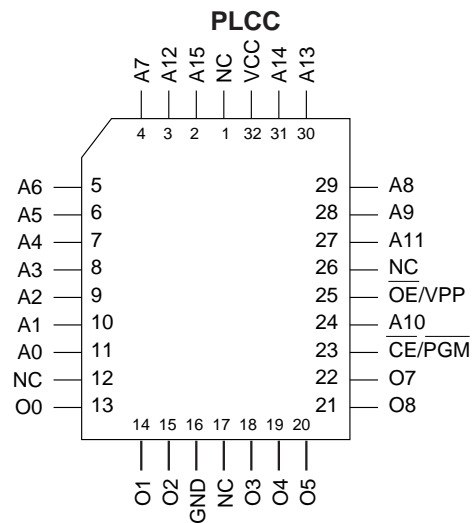 PLCC
A7 A12 A15 NC VCC A14 A13
4 3 2 1 32 31 30
A6 5 29 A8
A5 6 28 A9
A4 7 27 A11
A3 8 26 NC
A2 9 25 OE/VPP
A1 10 24 A10
A0 11 23 CE/PGM
NC 12 22 O7
O0 13 21 O8
14 15 16 17 18 19 20
O1 O2 GND NC O3 O4 O5